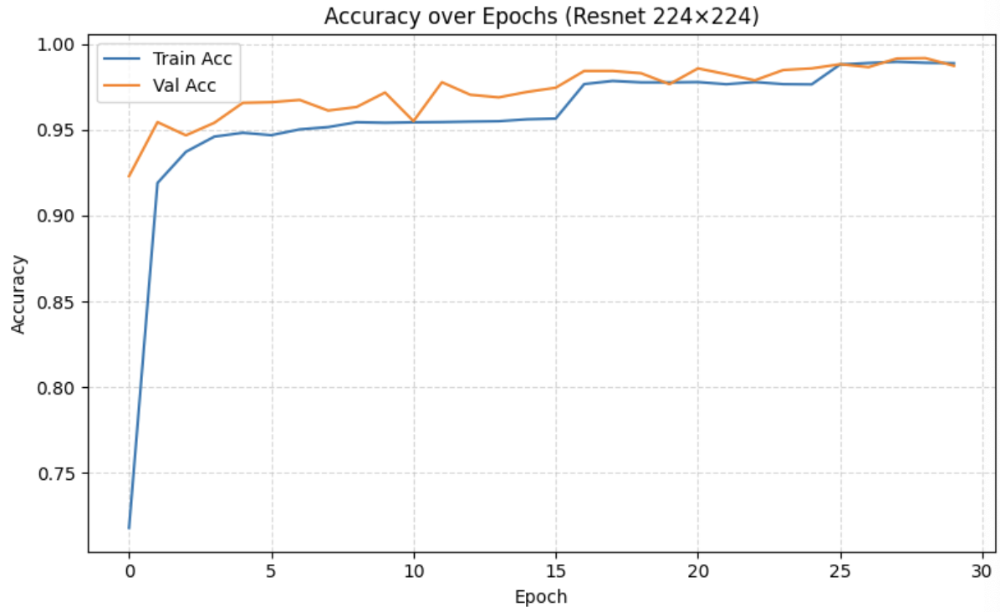 Accuracy over Epochs (Resnet 224×224)
1.00
Train Acc
Val Acc
0.95
0.90
0.85
0.80
0.75
Accuracy
0 5 10 15 20 25 30
Epoch